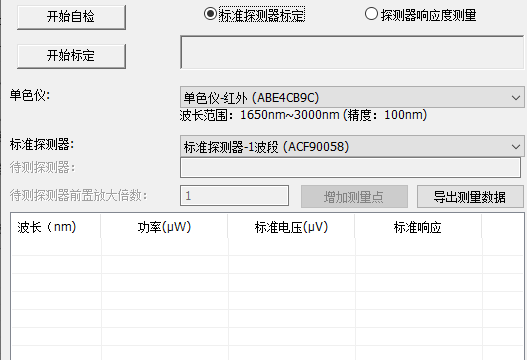 开始自检
标准探测器标定
探测器响应度测量
开始标定
单色仪:
单色仪-红外 (ABE4CB9C)
波长范围：1650nm~3000nm (精度：100nm)
标准探测器:
标准探测器-1波段 (ACF90058)
待测探测器:
待测探测器前置放大倍数:
1
增加测量点
导出测量数据
波长（nm)
功率(μW)
标准电压(μV)
标准响应